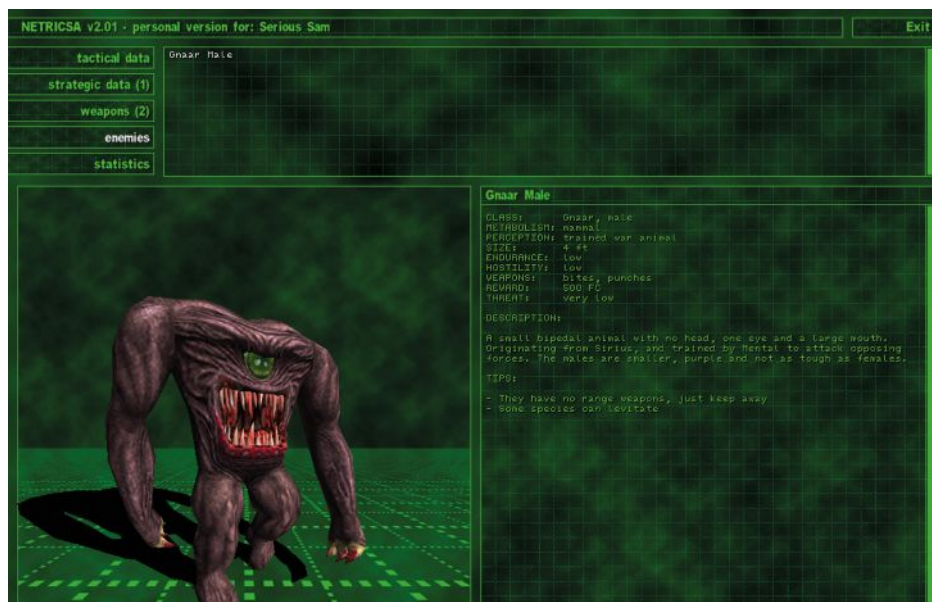 NETRICSA v2.01 - personal version for: Serious Sam
Exit
tactical data
strategic data (1)
weapons (2)
enemies
statistics
Gnaar Male
Gnaar Male
CLASS: Gnaar, male
METABOLISM: mammal
PERCEPTION: trained war animal
SIZE: 4 ft
ENDURANCE: low
HOSTILITY: low
WEAPONS: bites, punches
REWARD: 500 FC
THREAT: very low
DESCRIPTION:
A small bipedal animal with no head, one eye and a large mouth.
Originating from Sirius, and trained by Mental to attack opposing
forces. The males are smaller, purple and not as tough as females.
TIPS:
- They have no range weapons, just keep away
- Some species can levitate